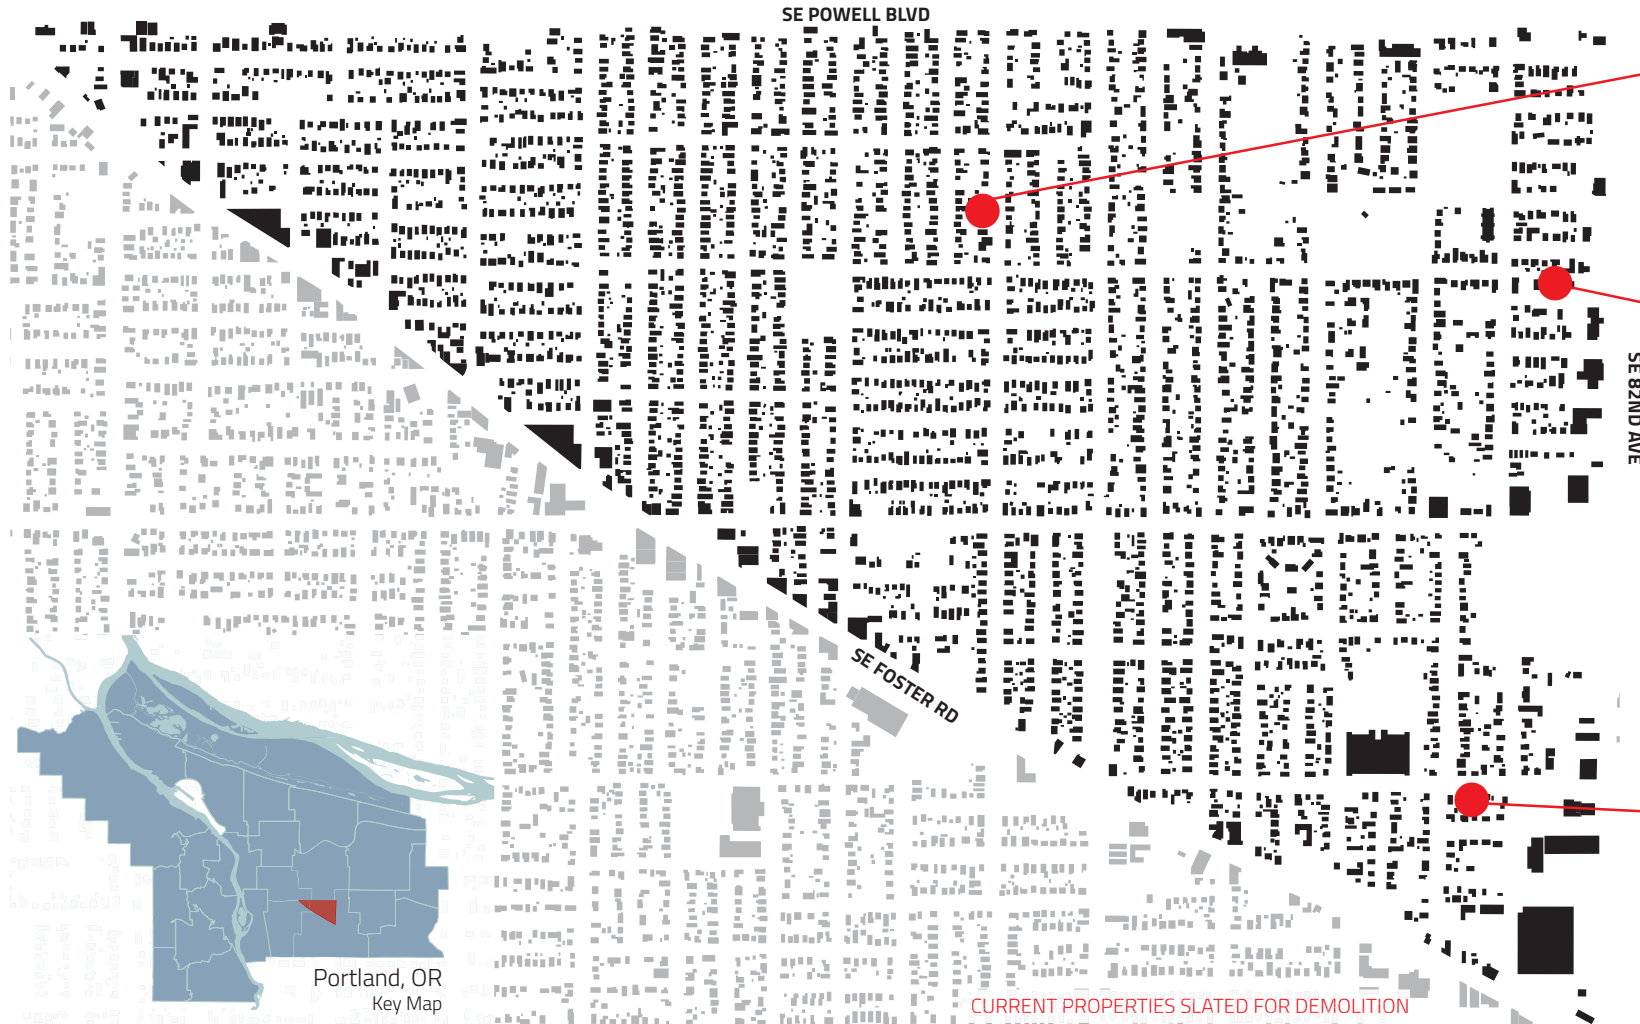 SE POWELL BLVD
SE 82ND AVE
SE FOSTER RD
Portland, OR
Key Map
CURRENT PROPERTIES SLATED FOR DEMOLITION